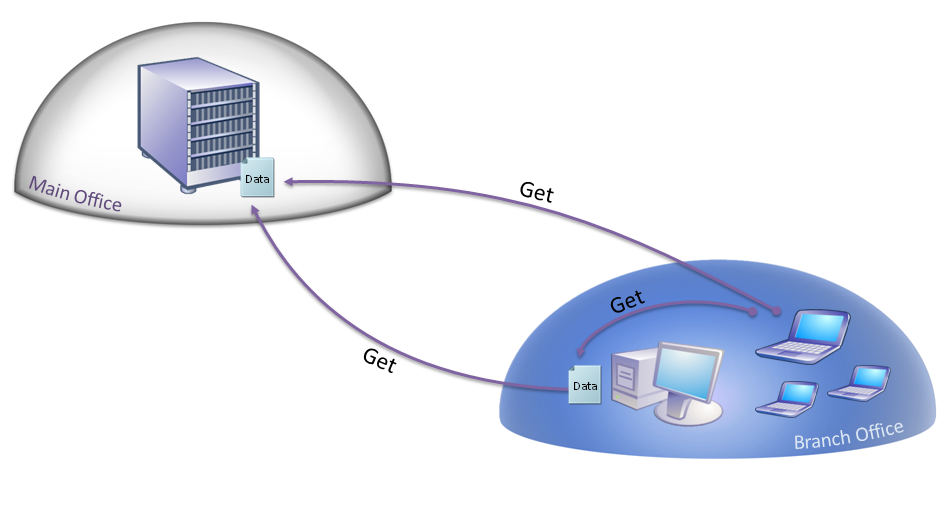 Data
Main Office
Get
Get
Get
Data
Branch Office